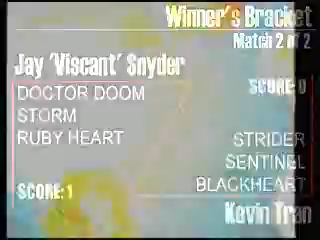 Winner's Bracket
Match 2 of 2
Jay 'Viscant' Snyder
SCORE: 0
DOCTOR DOOM
STORM
RUBY HEART
STRIDER
SENTINEL
BLACKHEART
SCORE: 1
Kevin Tran